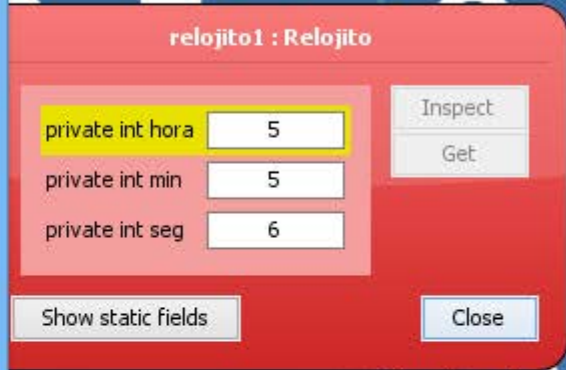 relojito1 : Relojito
private int hora 5
Inspect
Get
private int min 5
private int seg 6
Show static fields
Close